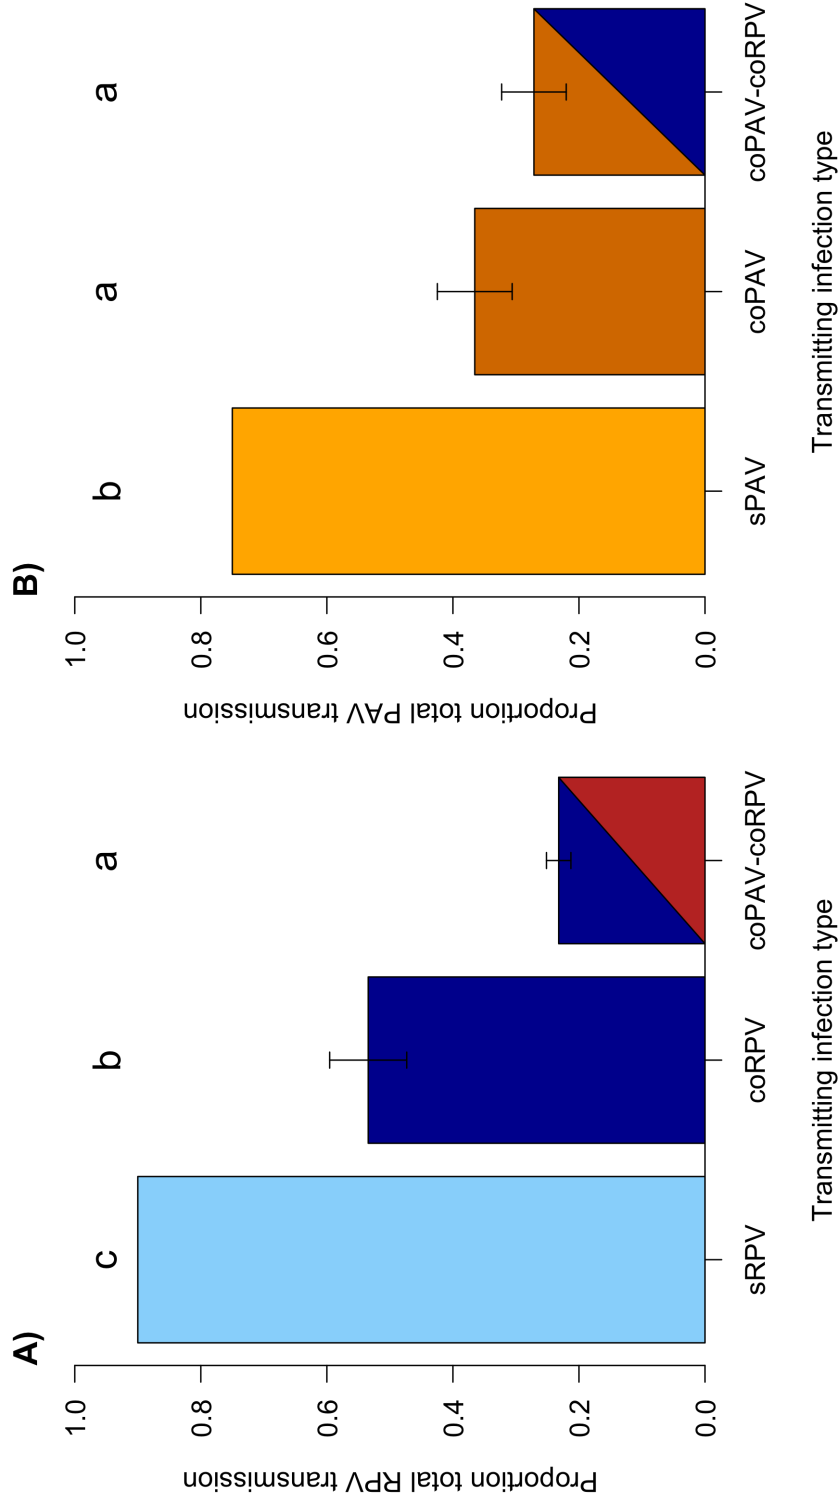 A)
Proportion total RPV transmission
1.0
0.8
0.6
0.4
0.2
0.0
c
b
a
sRPV
coRPV
coPAV-coRPV
Transmitting infection type
B)
Proportion total PAV transmission
1.0
0.8
0.6
0.4
0.2
0.0
b
a
a
sPAV
coPAV
coPAV-coRPV
Transmitting infection type